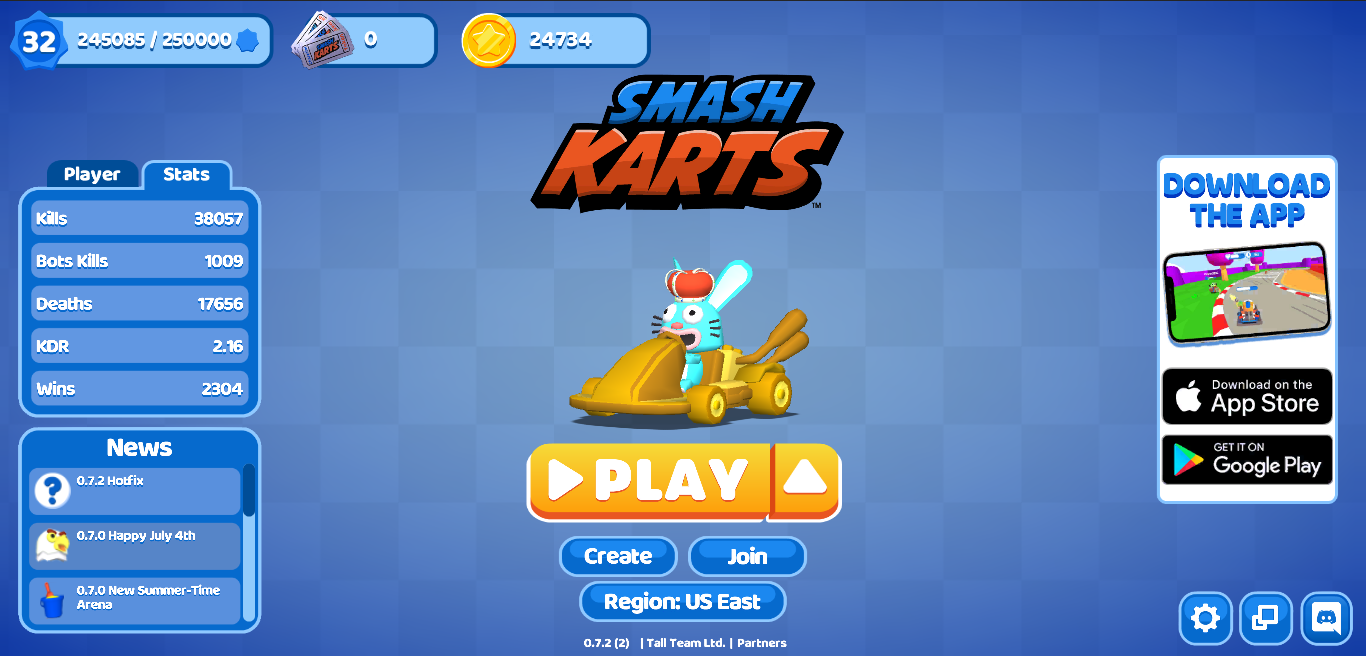 32
245085 / 250000
KARTS
0
24734
SMASH
KARTS
TM
Player
Stats
Kills 38057
Bots Kills 1009
Deaths 17656
KDR 2.16
Wins 2304
News
0.7.2 Hotfix
0.7.0 Happy July 4th
0.7.0 New Summer-Time
Arena
PLAY
Create
Join
Region: US East
0.7.2 (2) | Tall Team Ltd. | Partners
DOWNLOAD
THE APP
Download on the
App Store
GET IT ON
Google Play